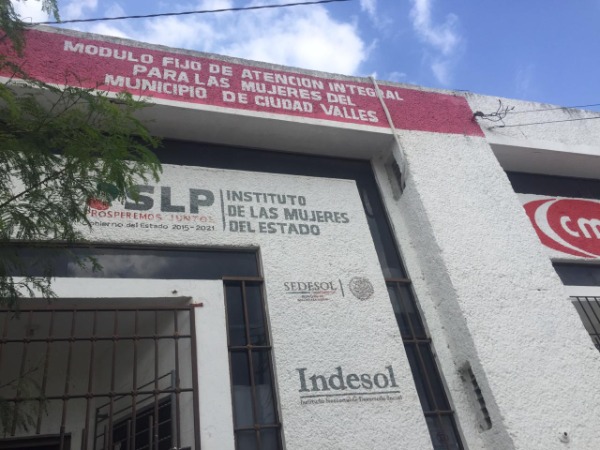 MODULO FIJO DE ATENCION INTEGRAL
PARA LAS MUJERES DEL
MUNICIPIO DE CIUDAD VALLES
SLP
PROSPEREMOS JUNTOS
Gobierno del Estado 2015-2021
INSTITUTO
DE LAS MUJERES
DEL ESTADO
SEDESOL
Indesol
cm